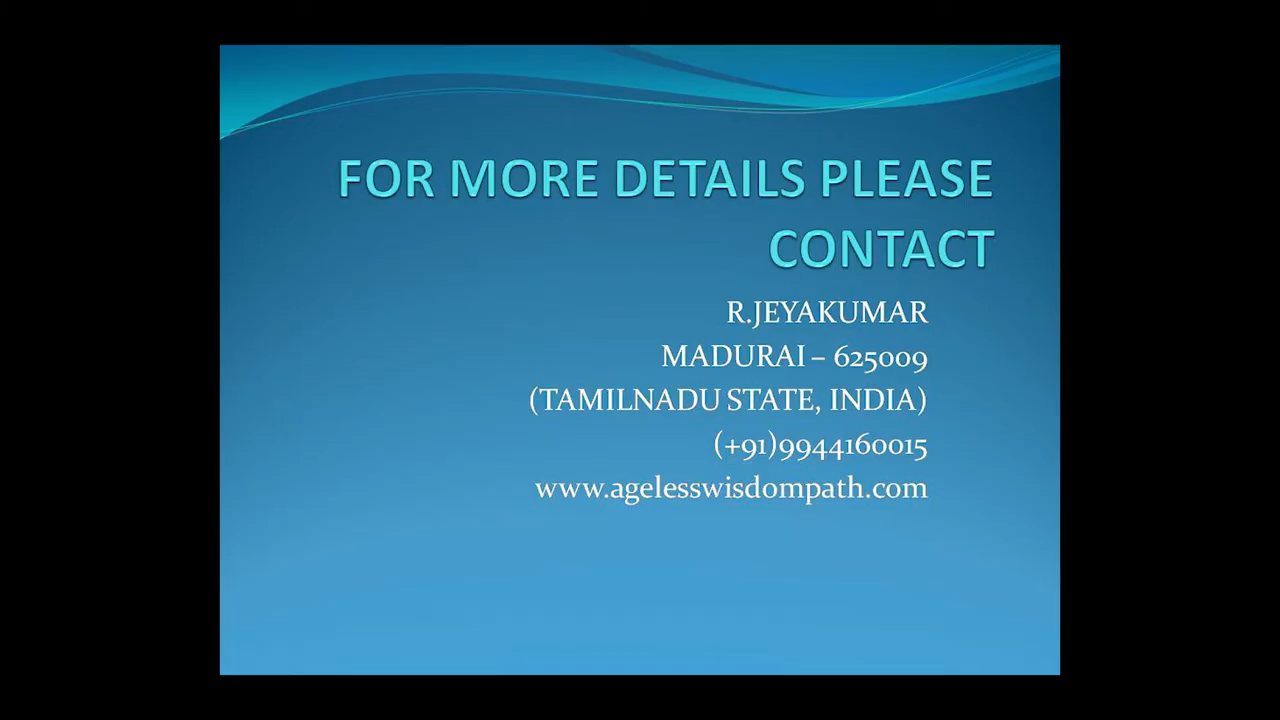 FOR MORE DETAILS PLEASE
CONTACT
R.JEYAKUMAR
MADURAI – 625009
(TAMILNADU STATE, INDIA)
(+91)9944160015
www.agelesswisdompath.com